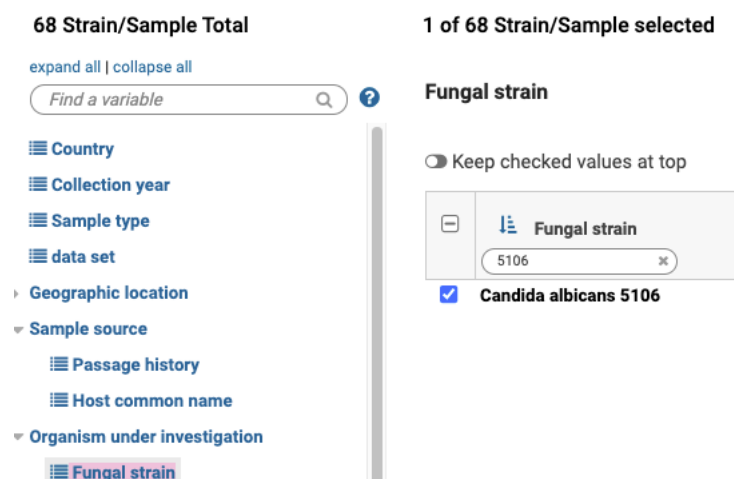 68 Strain/Sample Total
expand all | collapse all
Find a variable
?
Country
Collection year
Sample type
data set
Geographic location
Sample source
Passage history
Host common name
Organism under investigation
Fungal strain
1 of 68 Strain/Sample selected
Fungal strain
Keep checked values at top
Fungal strain
5106
Candida albicans 5106